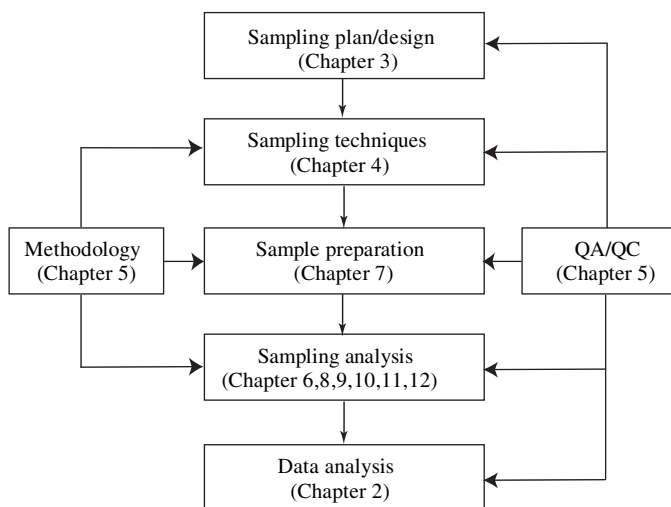 Sampling plan/design
(Chapter 3)
Sampling techniques
(Chapter 4)
Methodology
(Chapter 5)
Sample preparation
(Chapter 7)
QA/QC
(Chapter 5)
Sampling analysis
(Chapter 6,8,9,10,11,12)
Data analysis
(Chapter 2)